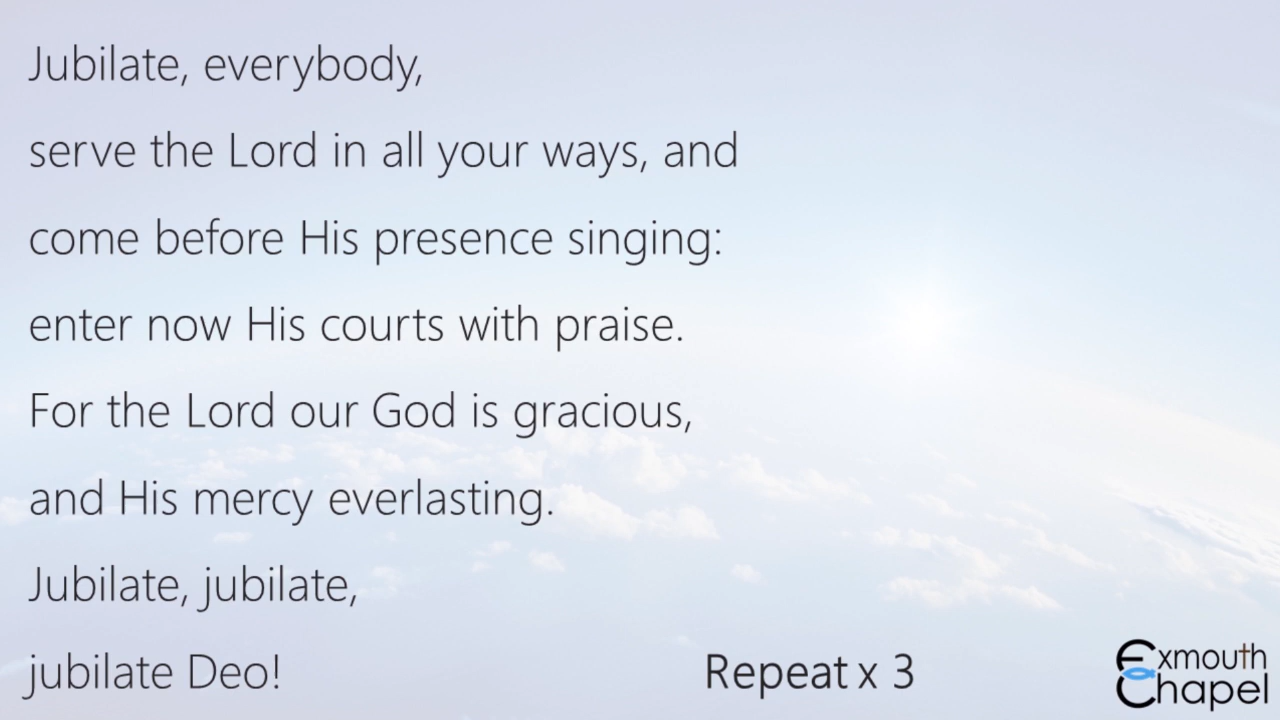 Jubilate, everybody,
serve the Lord in all your ways, and
come before His presence singing:
enter now His courts with praise.
For the Lord our God is gracious,
and His mercy everlasting.
Jubilate, jubilate,
jubilate Deo!
Repeat x 3
Exmouth
Chapel